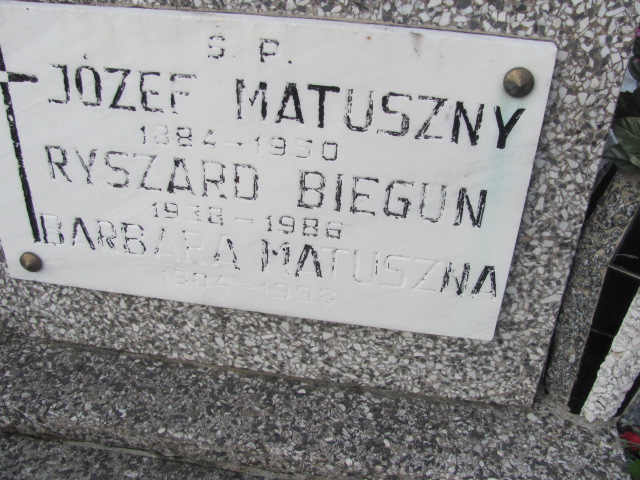 Ś. P.
JÓZEF MATUSZNY
1884-1950
RYSZARD BIEGUN
1938-1986
BARBARA MATUSZNA